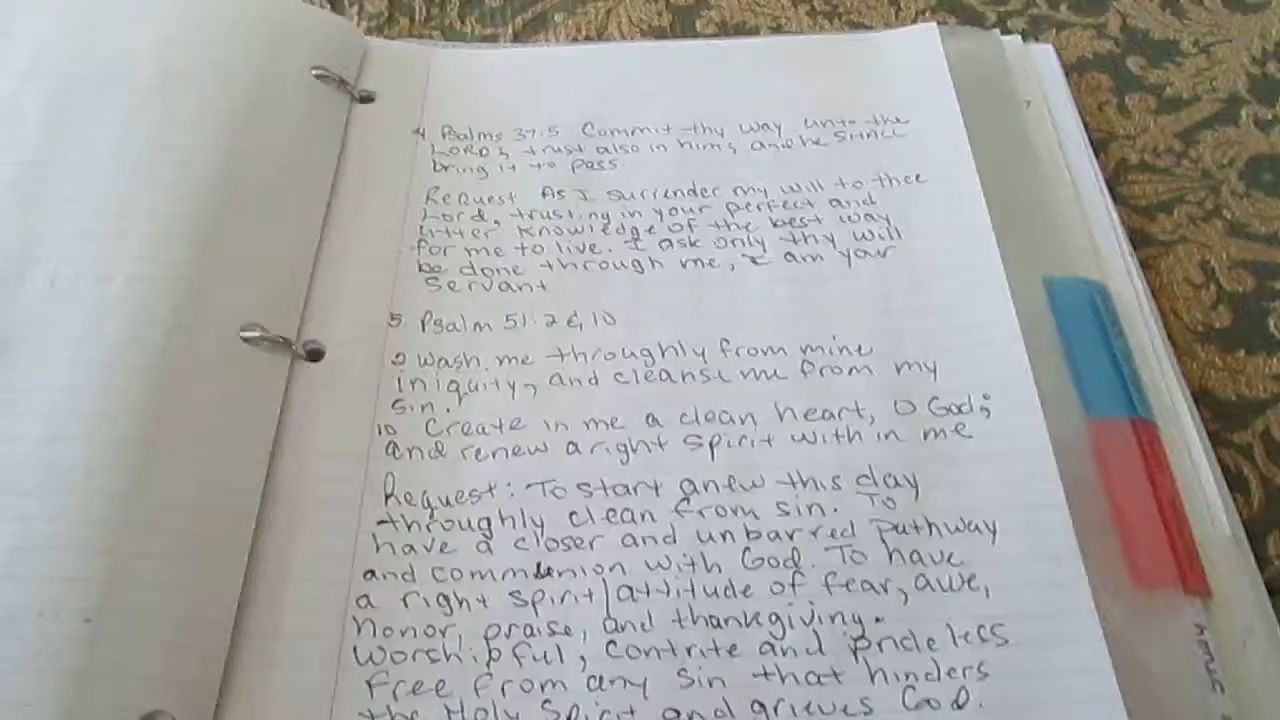 4 Psalms 37:5 Commit thy way unto the
LORD; trust also in him; and he SHALL
bring it to pass
Request As I surrender my will to thee
Lord, trusting in your perfect and
utter knowledge of the best way
for me to live. I ask only thy will
be done through me, I am your
Servant
5. Psalm 51:2 & 10
2 Wash me throughly from mine
iniquity, and cleanse me from my
sin.
10 Create in me a clean heart, O God;
and renew a right spirit with in me
Request: To start anew this day
throughly clean from sin. To
have a closer and unbarred pathway
and communion with God. To have
a right spirit/attitude of fear, awe,
honor, praise, and thankgiving.
Worshipful, contrite and prideless
free from any sin that hinders
the Holy Spirit and grieves God.